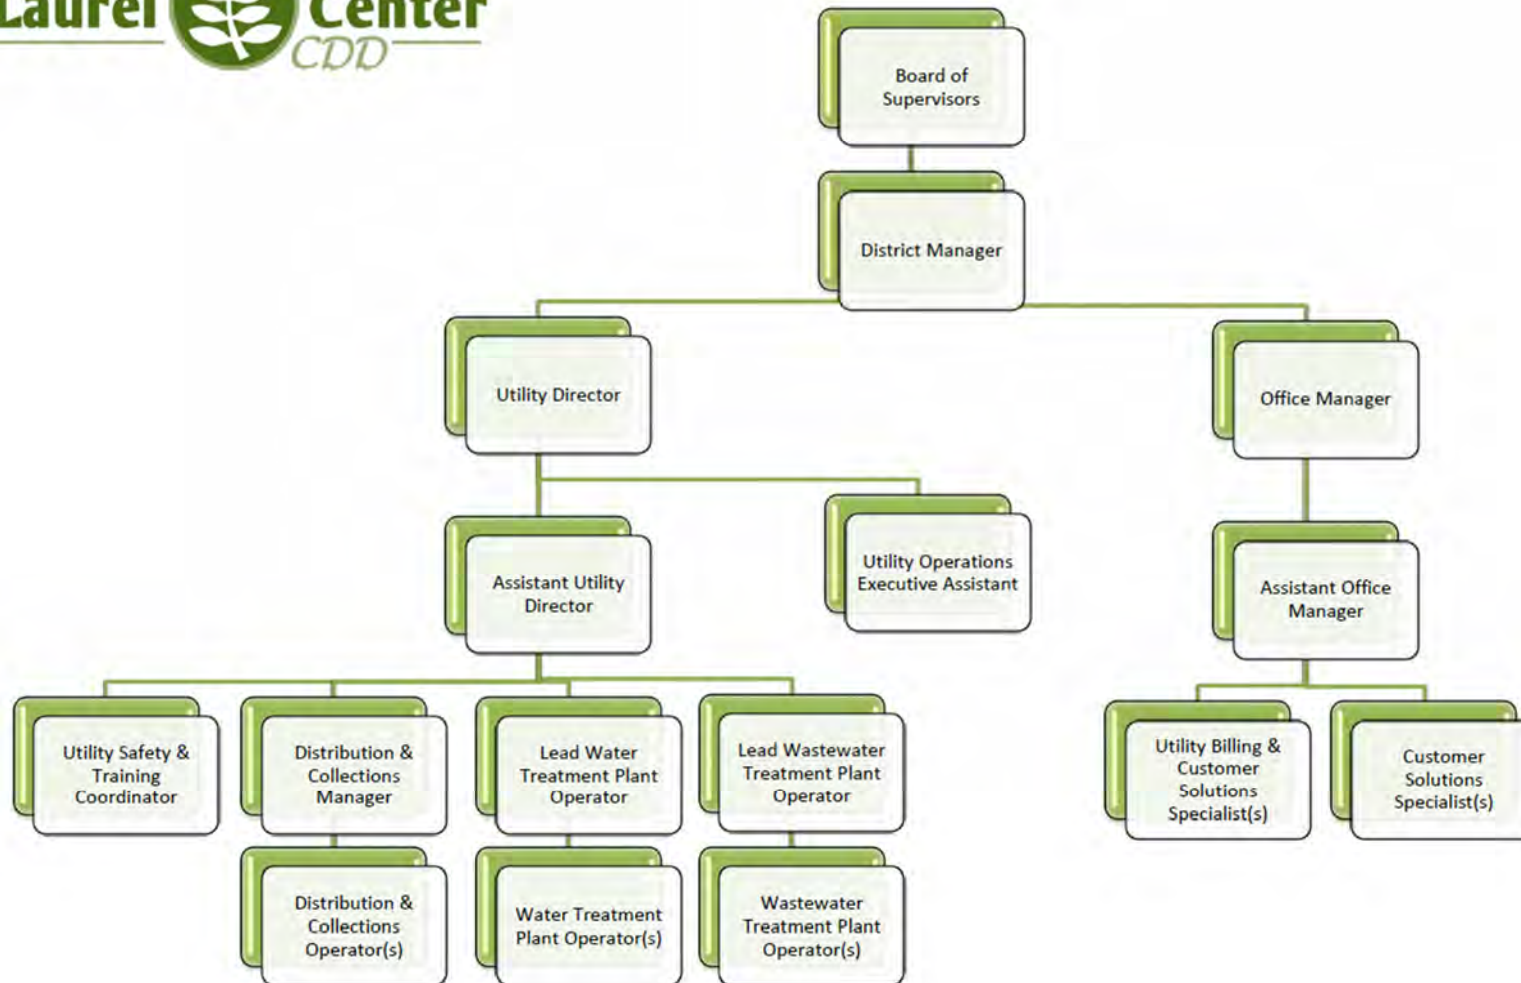 Laurel Center
CDD
Board of
Supervisors
District Manager
Utility Director
Office Manager
Assistant Utility
Director
Utility Operations
Executive Assistant
Assistant Office
Manager
Utility Safety &
Training
Coordinator
Distribution &
Collections
Manager
Lead Water
Treatment Plant
Operator
Lead Wastewater
Treatment Plant
Operator
Utility Billing &
Customer
Solutions
Specialist(s)
Customer
Solutions
Specialist(s)
Distribution &
Collections
Operator(s)
Water Treatment
Plant Operator(s)
Wastewater
Treatment Plant
Operator(s)